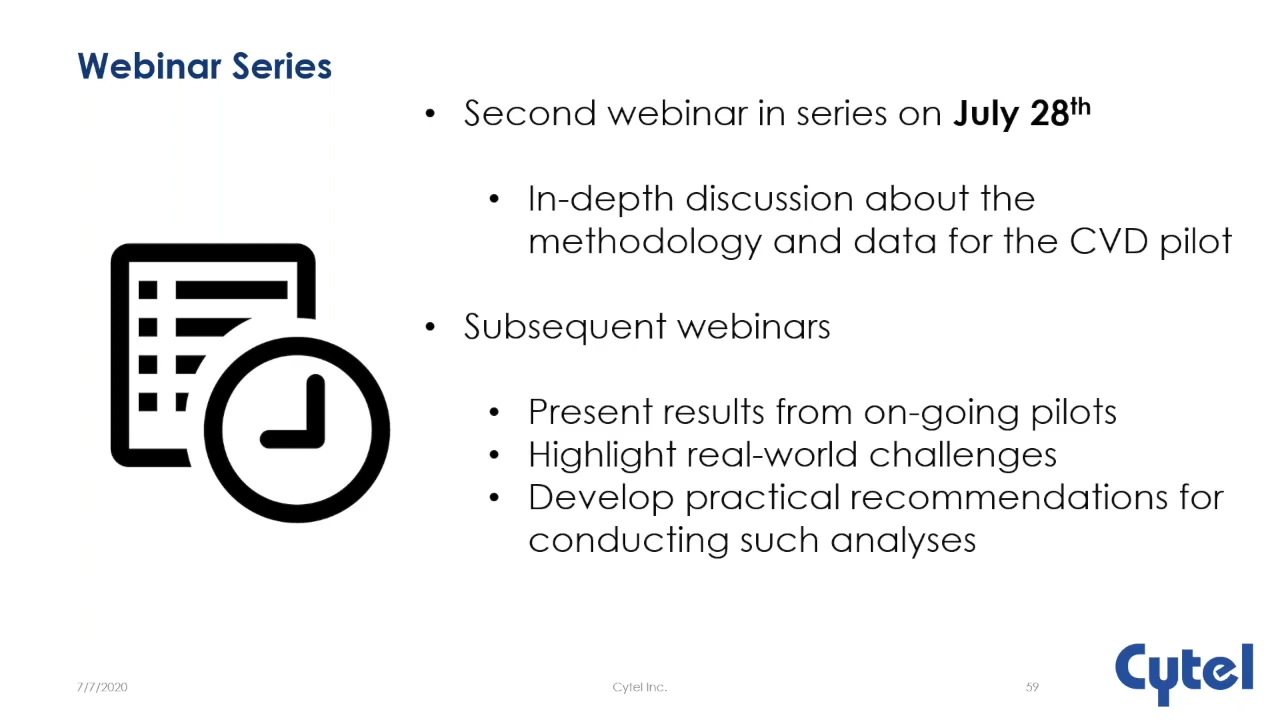 Webinar Series
• Second webinar in series on July 28th
• In-depth discussion about the
methodology and data for the CVD pilot
• Subsequent webinars
• Present results from on-going pilots
• Highlight real-world challenges
• Develop practical recommendations for
conducting such analyses
7/7/2020
Cytel Inc.
59
Cytel